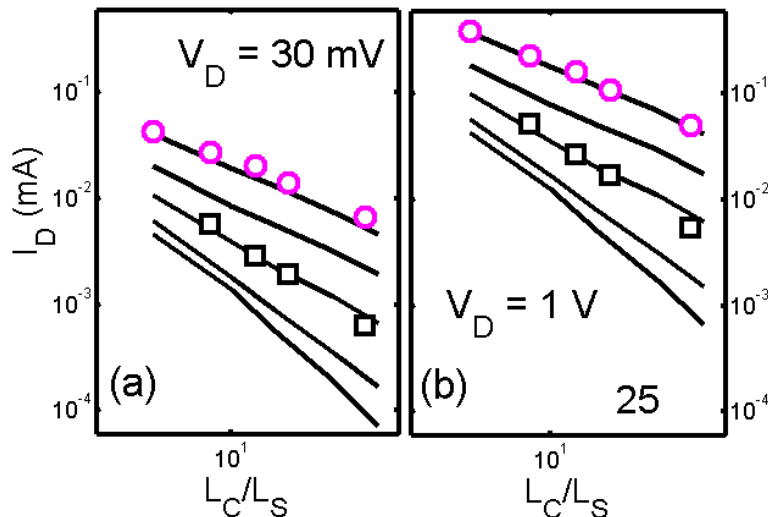 V_D = 30 mV
10^-1
10^-2
10^-3
10^-4
I_D (mA)
(a)
10^1
L_C/L_S
V_D = 1 V
(b)
25
10^-1
10^-2
10^-3
10^-4
10^1
L_C/L_S